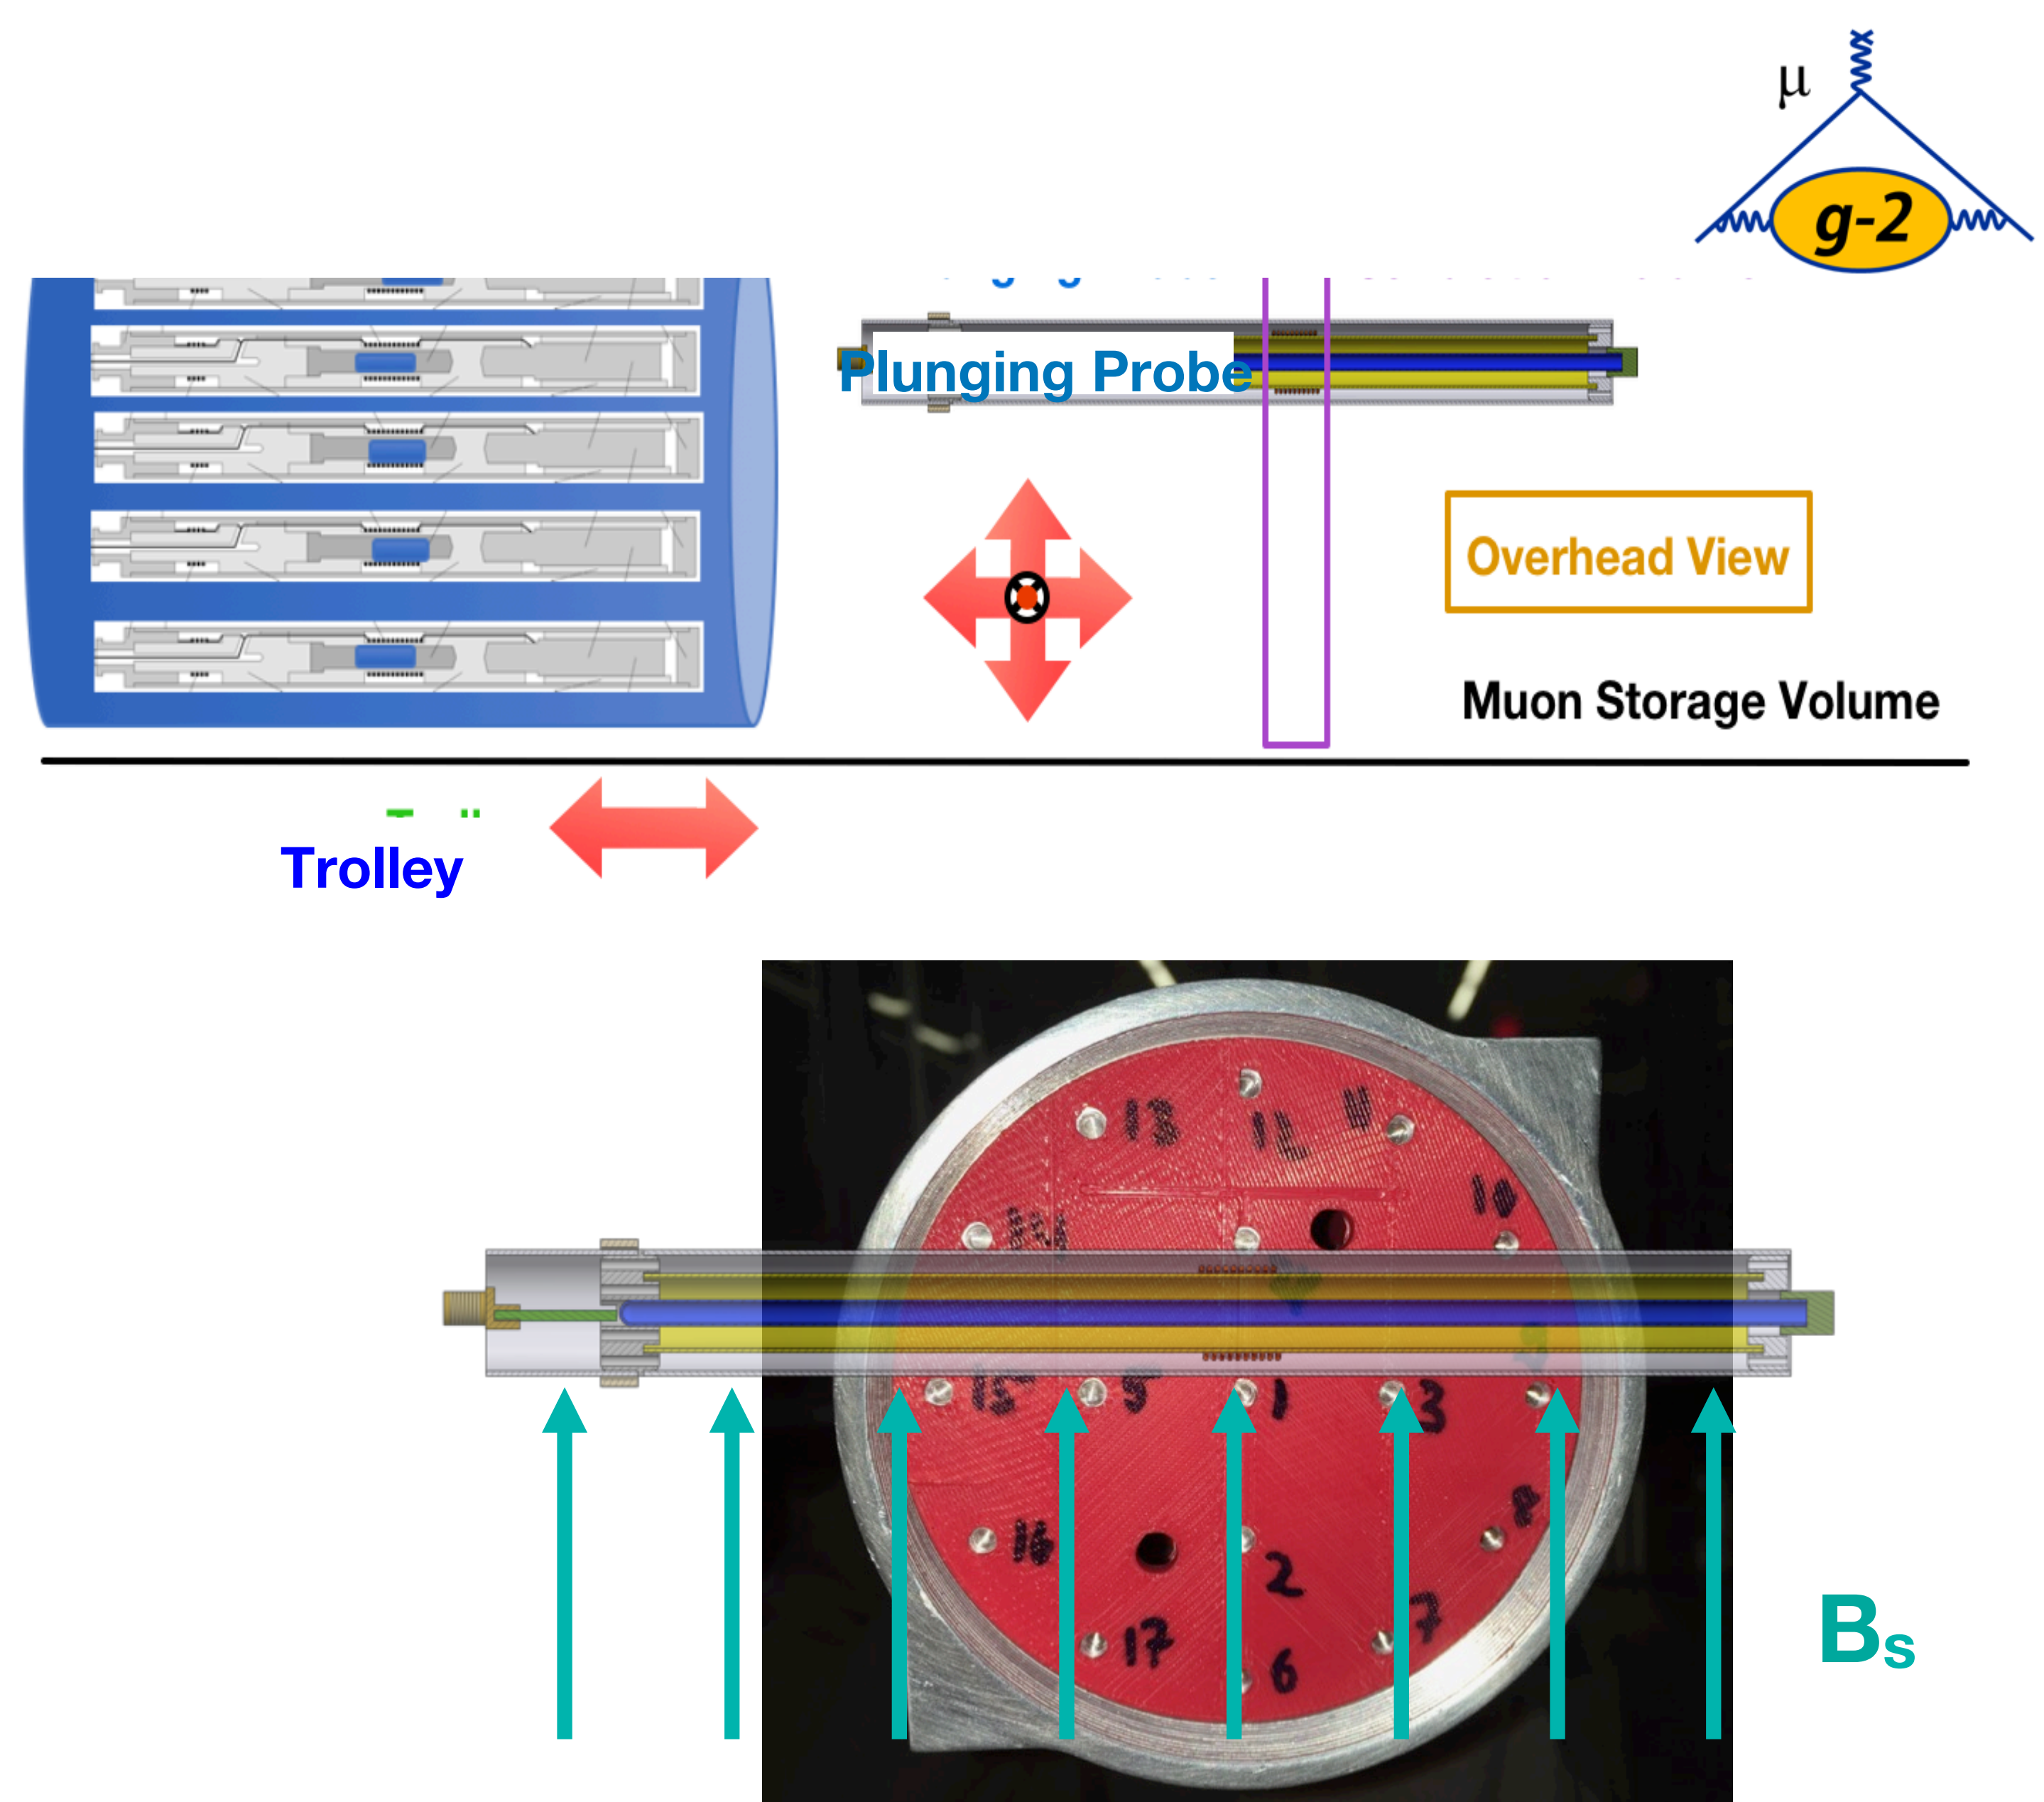 μ
g-2
Plunging Probe
Overhead View
Muon Storage Volume
Trolley
13
12
11
10
15
5
1
3
8
16
2
7
17
6
Bs